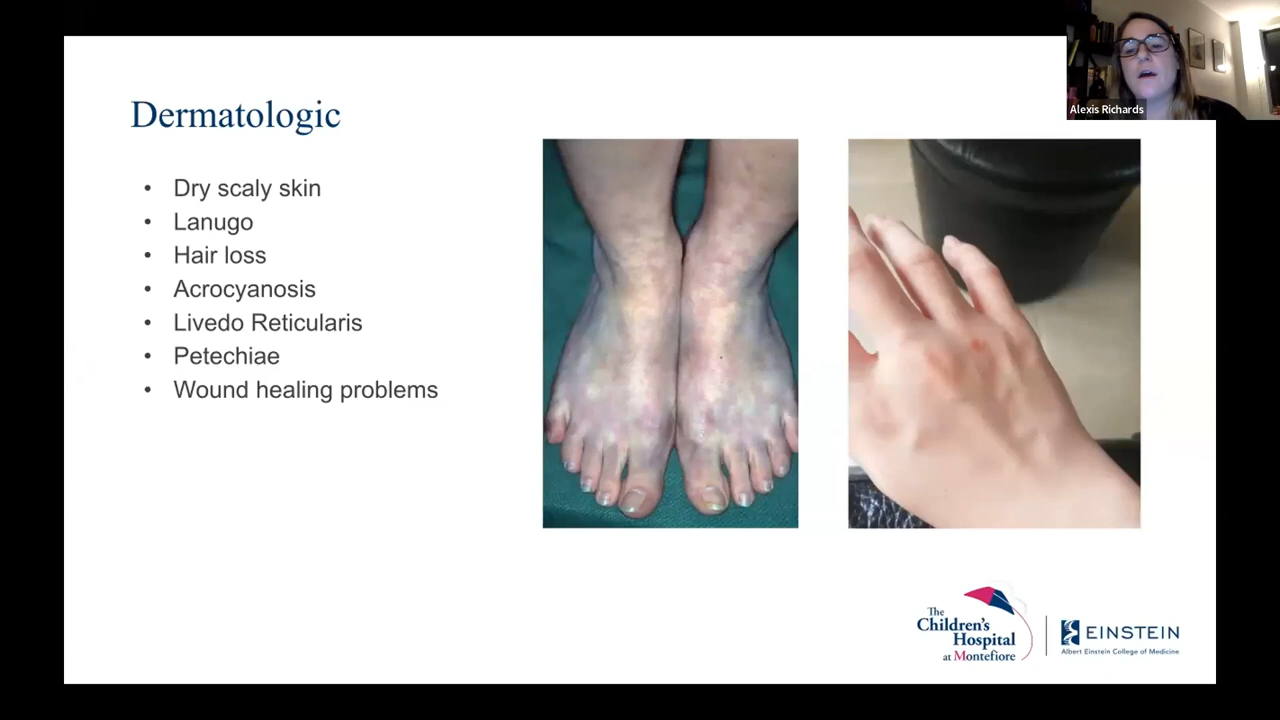 Alexis Richards
Dermatologic
• Dry scaly skin
• Lanugo
• Hair loss
• Acrocyanosis
• Livedo Reticularis
• Petechiae
• Wound healing problems
The
Children's
Hospital
at Montefiore
EINSTEIN
Albert Einstein College of Medicine